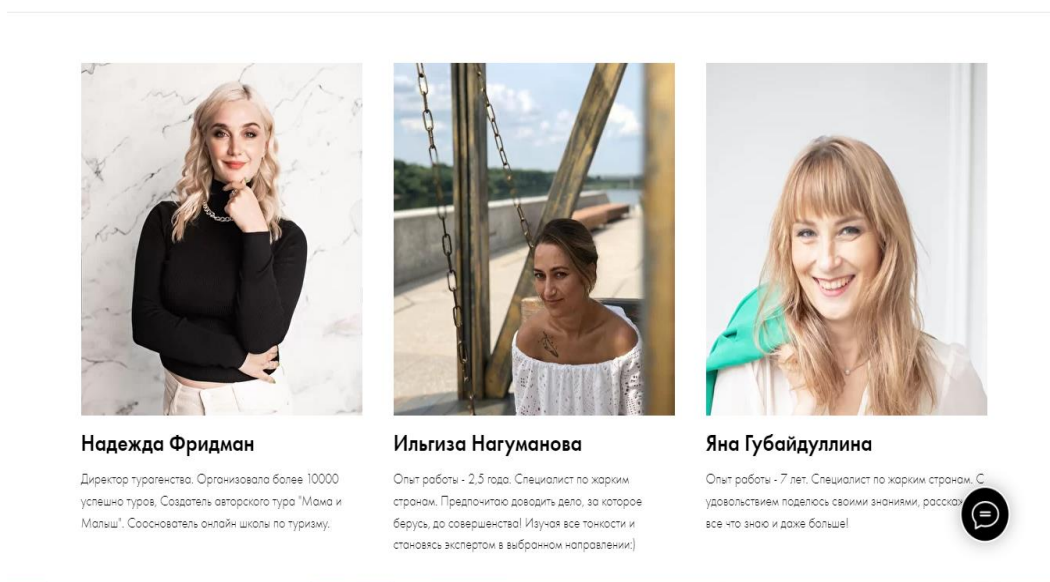 Надежда Фридман
Директор турагенства. Организовала более 10000
успешно туров, Создатель авторского тура "Мама и
Малыш". Сооснователь онлайн школы по туризму.
Ильгиза Нагуманова
Опыт работы - 2,5 года. Специалист по жарким
странам. Предпочитаю доводить дело, за которое
берусь, до совершенства! Изучая все тонкости и
становясь экспертом в выбранном направлении:)
Яна Губайдуллина
Опыт работы - 7 лет. Специалист по жарким странам. С
удовольствием поделюсь своими знаниями,
все что знаю и даже больше!